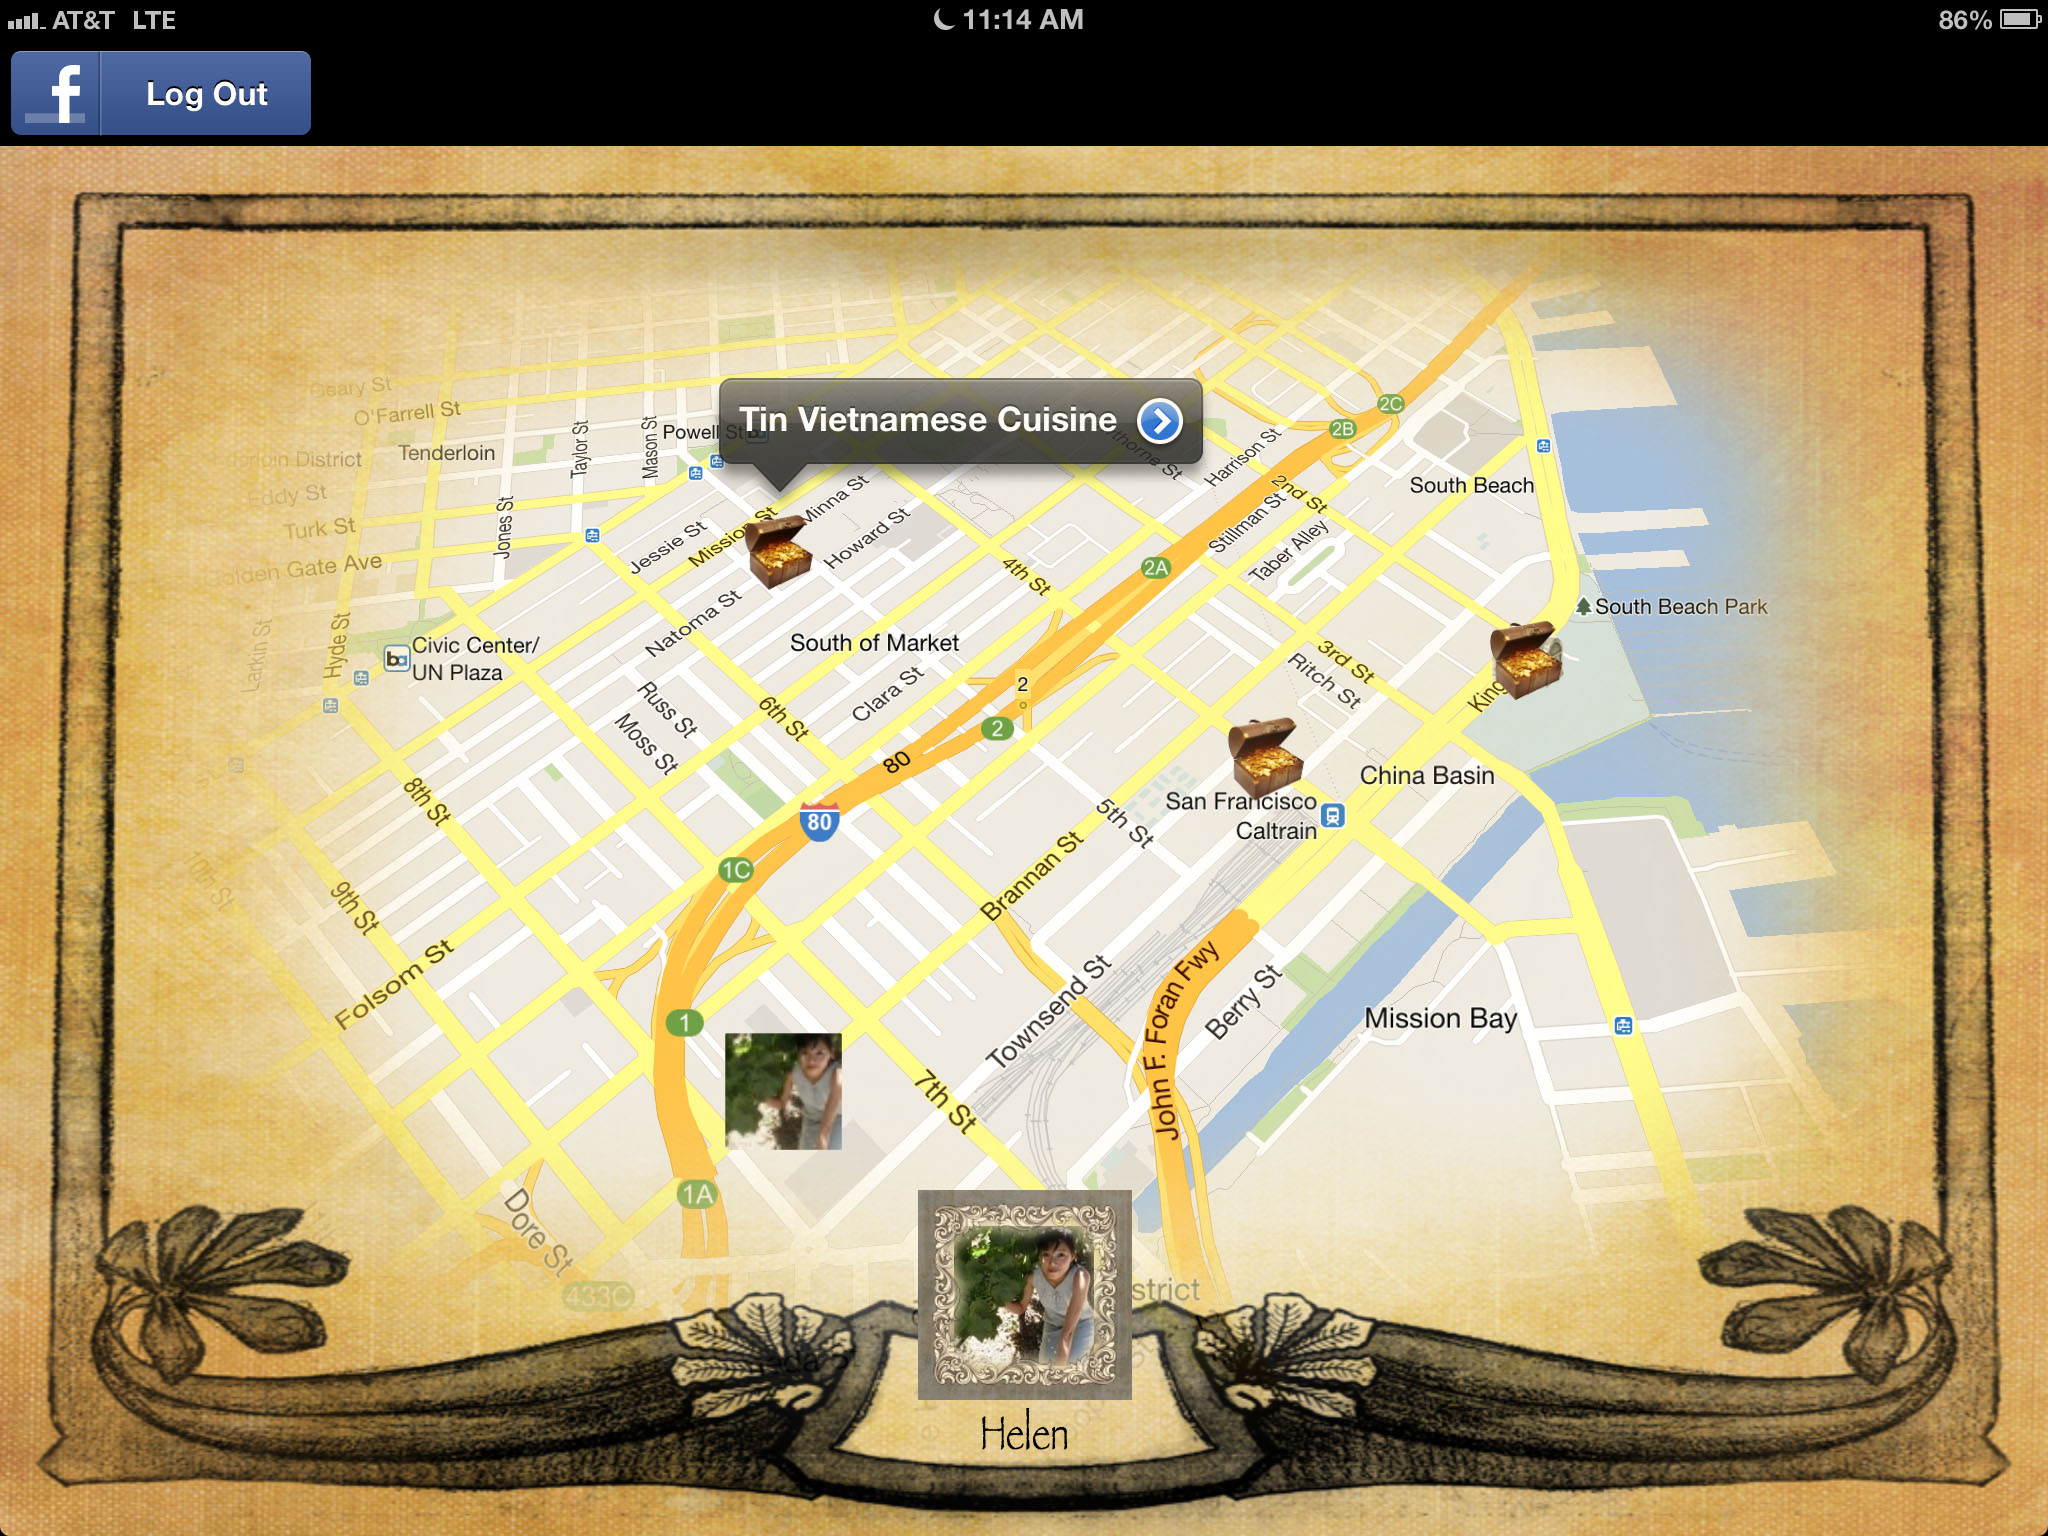 AT&T LTE
11:14 AM
86%
f
Log Out
Geary St
O'Farrell St
Tenderloin
Taylor St
Mason St
Powell St
Tin Vietnamese Cuisine
2C
2B
Harrison St
2nd St
South Beach
District
Eddy St
Turk St
Jones St
Golden Gate Ave
Jessie St
Mission St
Minna St
Howard St
4th St
2A
Stillman St
Taber Alley
South Beach Park
Larkin St
Hyde St
Civic Center/
UN Plaza
Natoma St
South of Market
Clara St
2
2
3rd St
Ritch St
King
Russ St
Moss St
6th St
80
80
China Basin
San Francisco
Caltrain
5th St
8th St
1C
Brannan St
9th St
10th St
Folsom St
1
Townsend St
John F. Foran Fwy
Berry St
Mission Bay
7th St
1A
Dore St
433C
strict
Helen